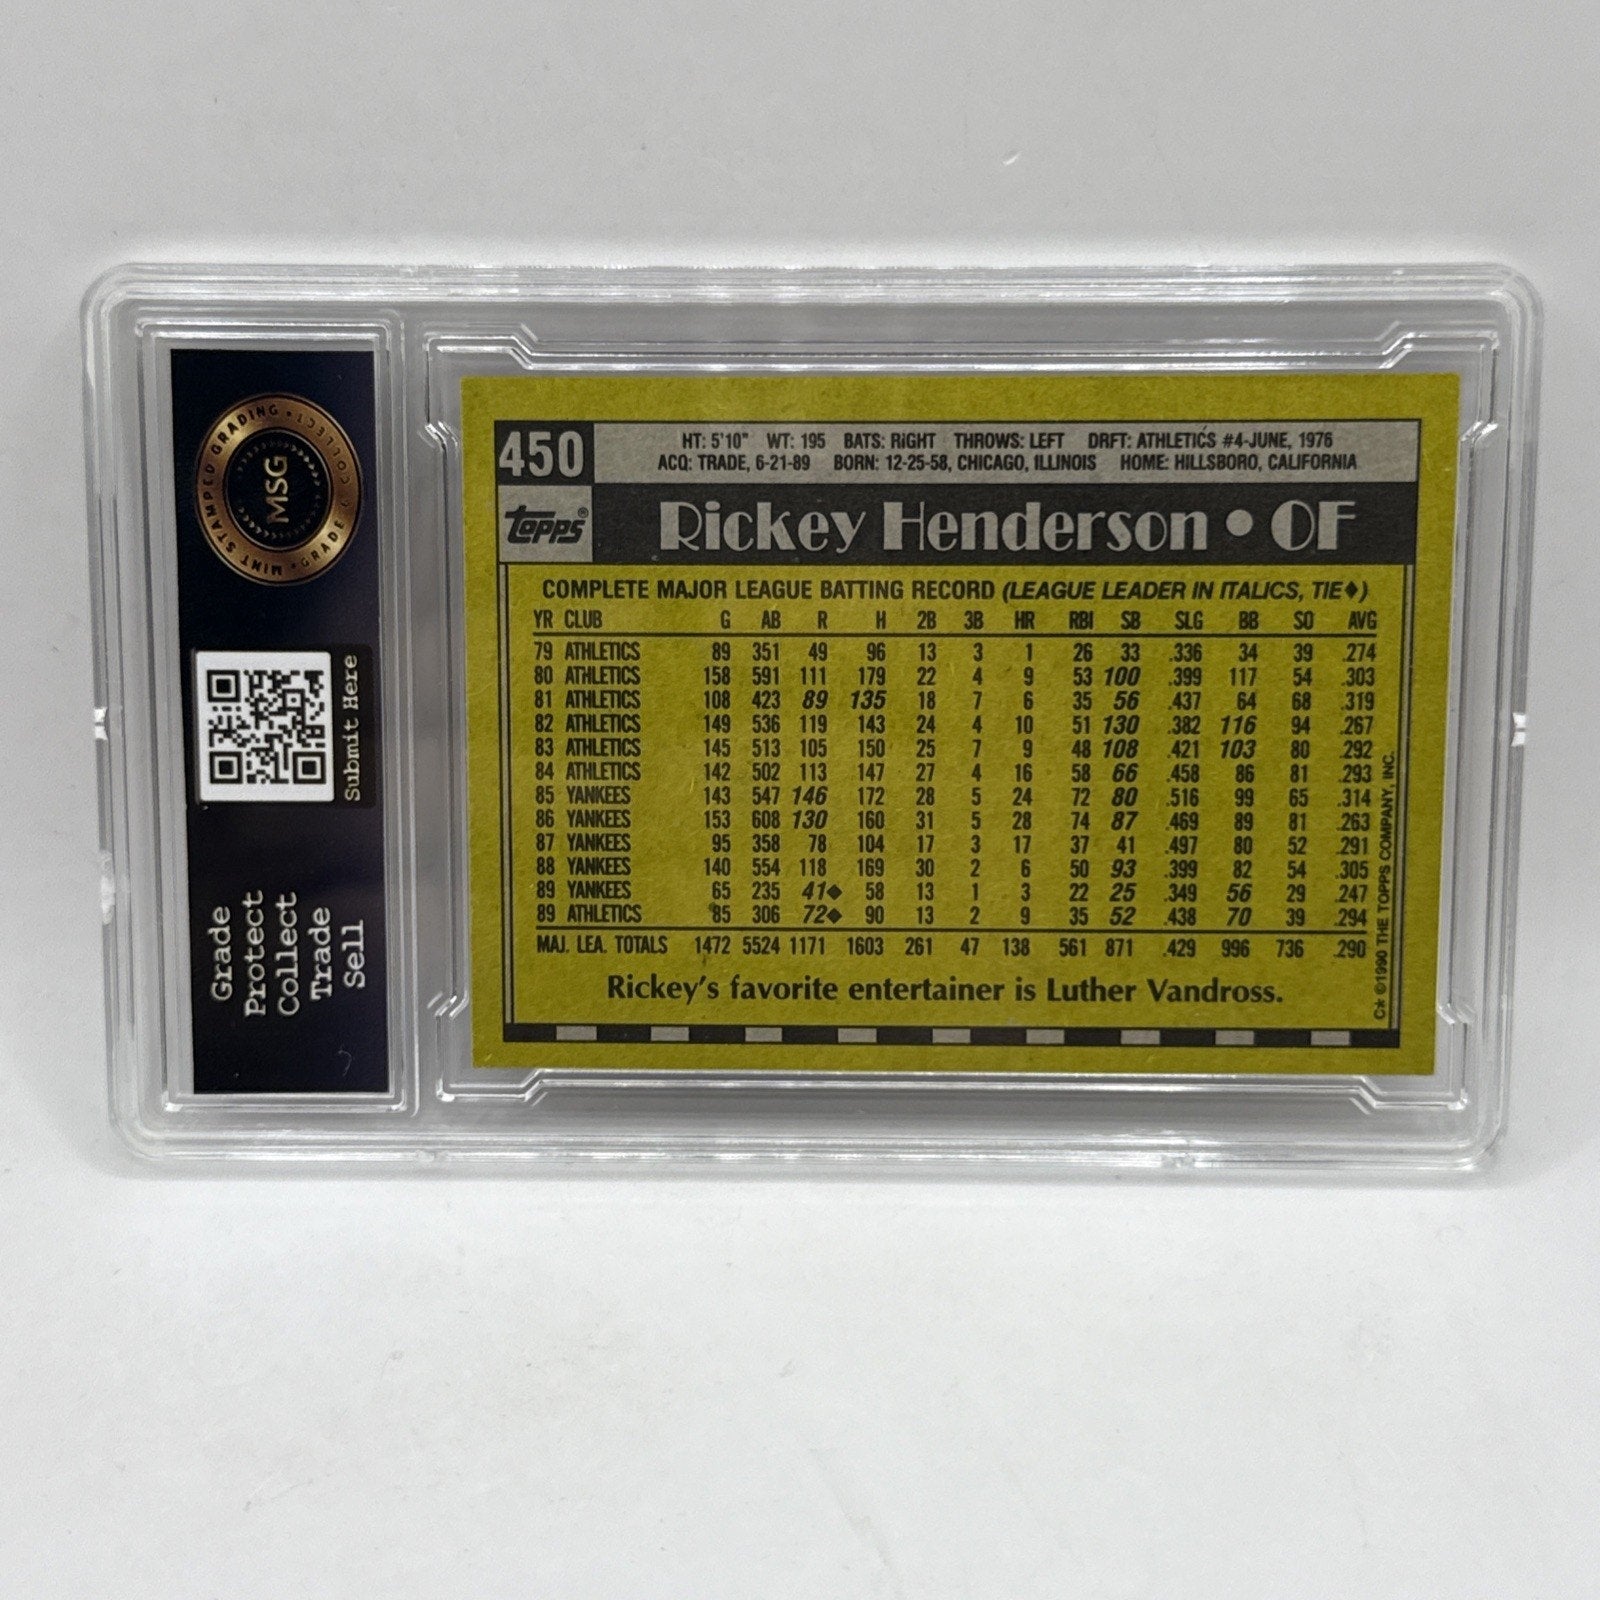 MINT STAMPED GRADING • GRADE • COLLECT
MSG
Submit Here
Grade
Protect
Collect
Trade
Sell
450
HT: 5'10" WT: 195 BATS: RIGHT THROWS: LEFT DRFT: ATHLETICS #4-JUNE, 1976
ACQ: TRADE, 6-21-89 BORN: 12-25-58, CHICAGO, ILLINOIS HOME: HILLSBORO, CALIFORNIA
topps®
Rickey Henderson • OF
COMPLETE MAJOR LEAGUE BATTING RECORD (LEAGUE LEADER IN ITALICS, TIE♦)
YR CLUB G AB R H 2B 3B HR RBI SB SLG BB SO AVG
79 ATHLETICS 89 351 49 96 13 3 1 26 33 .336 34 39 .274
80 ATHLETICS 158 591 111 179 22 4 9 53 100 .399 117 54 .303
81 ATHLETICS 108 423 89 135 18 7 6 35 56 .437 64 68 .319
82 ATHLETICS 149 536 119 143 24 4 10 51 130 .382 116 94 .267
83 ATHLETICS 145 513 105 150 25 7 9 48 108 .421 103 80 .292
84 ATHLETICS 142 502 113 147 27 4 16 58 66 .458 86 81 .293
85 YANKEES 143 547 146 172 28 5 24 72 80 .516 99 65 .314
86 YANKEES 153 608 130 160 31 5 28 74 87 .469 89 81 .263
87 YANKEES 95 358 78 104 17 3 17 37 41 .497 80 52 .291
88 YANKEES 140 554 118 169 30 2 6 50 93 .399 82 54 .305
89 YANKEES 65 235 41♦ 58 13 1 3 22 25 .349 56 29 .247
89 ATHLETICS 85 306 72♦ 90 13 2 9 35 52 .438 70 39 .294
MAJ. LEA. TOTALS 1472 5524 1171 1603 261 47 138 561 871 .429 996 736 .290
Rickey's favorite entertainer is Luther Vandross.
C* ©1990 THE TOPPS COMPANY, INC.